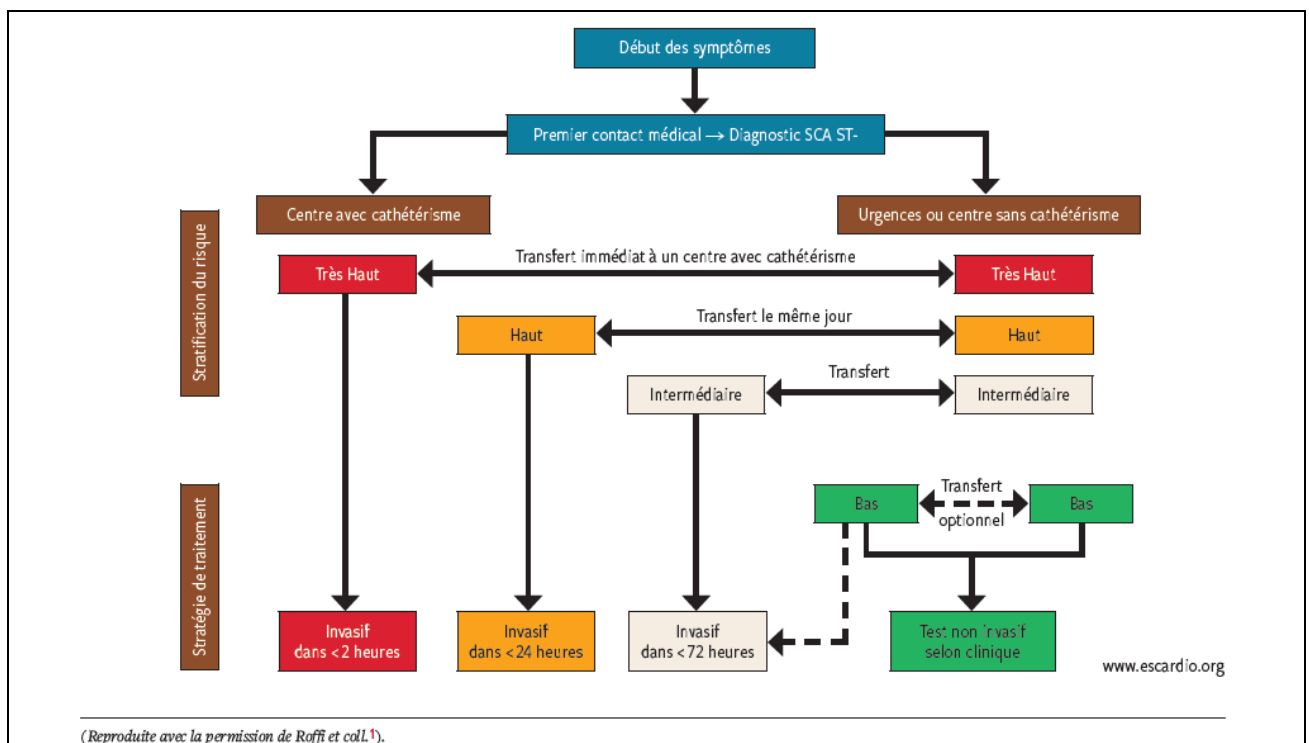 Début des symptômes
Premier contact médical → Diagnostic SCA ST-
Centre avec cathétérisme
Urgences ou centre sans cathétérisme
Stratification du risque
Très Haut
Transfert immédiat à un centre avec cathétérisme
Très Haut
Haut
Transfert le même jour
Haut
Intermédiaire
Transfert
Intermédiaire
Stratégie de traitement
Bas
Transfert
optionnel
Bas
Invasif
dans <2 heures
Invasif
dans <24 heures
Invasif
dans <72 heures
Test non invasif
selon clinique
www.escardio.org
(Reproduite avec la permission de Roffi et coll.1).